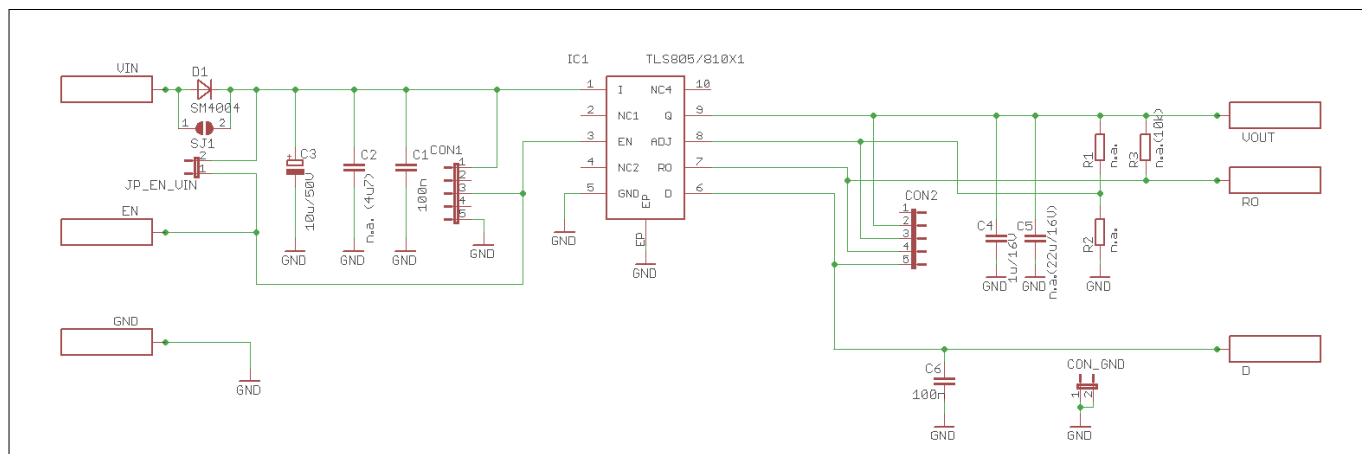 IC1 TLS805/810X1
VIN
D1
SM4004
1 2
SJ1
2
1
JP_EN_VIN
EN
GND
GND
C3
10u/50V
GND
C2
n.a. (4u7)
GND
C1
100n
GND
CON1
1
2
3
4
5
GND
1 I NC4 10
2 NC1 Q 9
3 EN ADJ 8
4 NC2 RO 7
5 GND D 6
EP
EP
GND
GND
CON2
1
2
3
4
5
C4
1u/16V
GND
C5
n.a.(22u/16V)
GND
R1
n.a.
R3
n.a.(10k)
R2
n.a.
GND
VOUT
RO
D
C6
100n
GND
CON_GND
1
2
GND